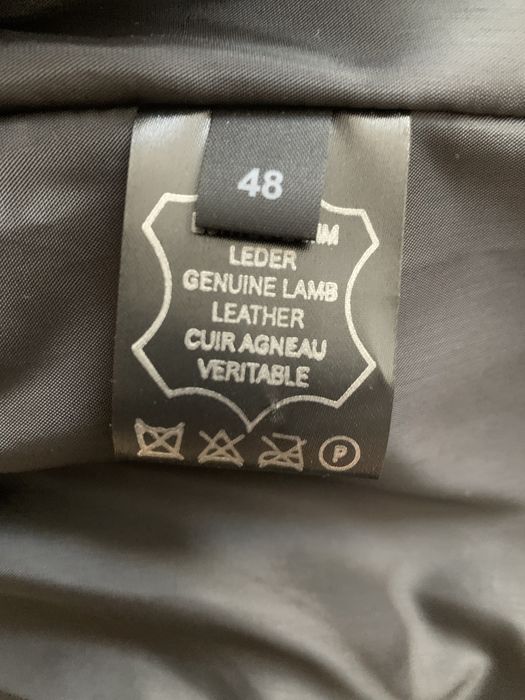 48
LEDER
GENUINE LAMB
LEATHER
CUIR AGNEAU
VERITABLE
P